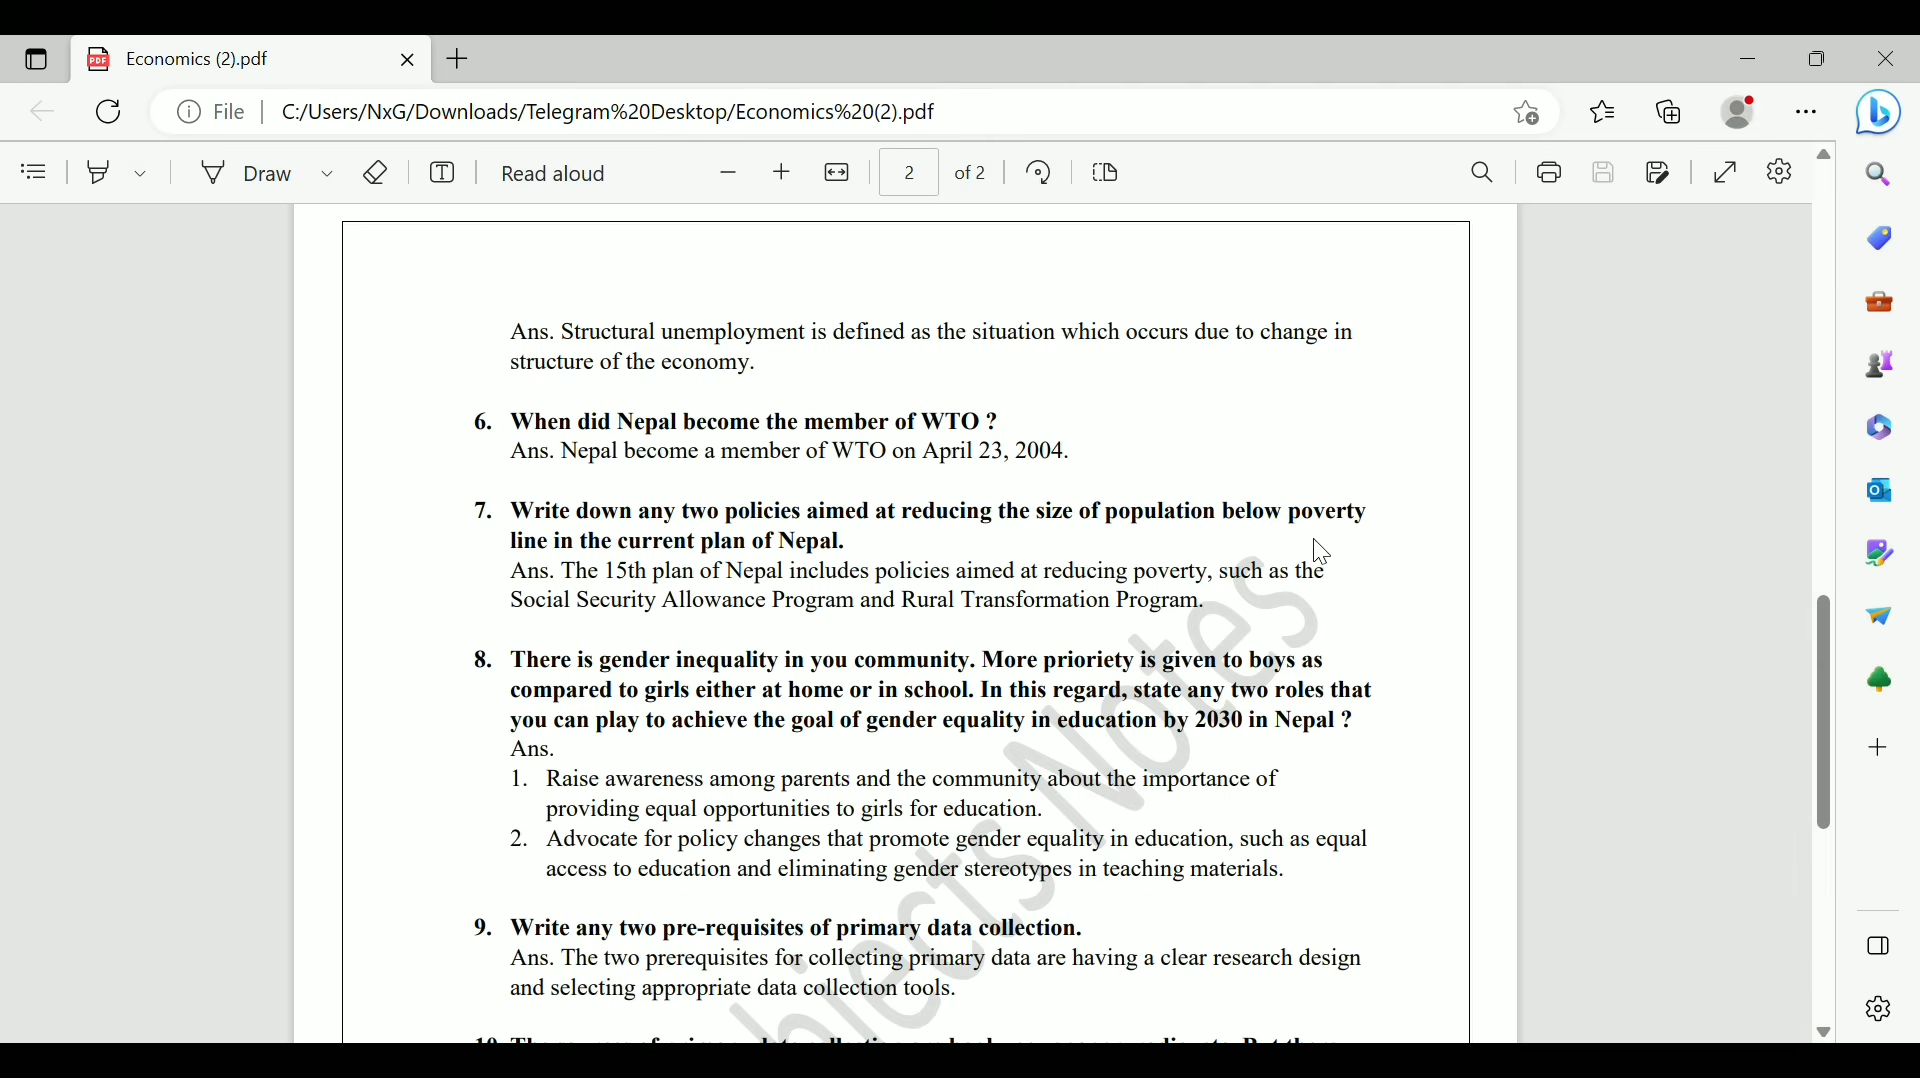 Economics (2).pdf
File
C:/Users/NxG/Downloads/Telegram%20Desktop/Economics%20(2).pdf
Draw
Read aloud
2
of 2
Ans. Structural unemployment is defined as the situation which occurs due to change in
structure of the economy.
6. When did Nepal become the member of WTO ?
Ans. Nepal become a member of WTO on April 23, 2004.
7. Write down any two policies aimed at reducing the size of population below poverty
line in the current plan of Nepal.
Ans. The 15th plan of Nepal includes policies aimed at reducing poverty, such as the
Social Security Allowance Program and Rural Transformation Program.
8. There is gender inequality in you community. More prioriety is given to boys as
compared to girls either at home or in school. In this regard, state any two roles that
you can play to achieve the goal of gender equality in education by 2030 in Nepal ?
Ans.
1. Raise awareness among parents and the community about the importance of
providing equal opportunities to girls for education.
2. Advocate for policy changes that promote gender equality in education, such as equal
access to education and eliminating gender stereotypes in teaching materials.
9. Write any two pre-requisites of primary data collection.
Ans. The two prerequisites for collecting primary data are having a clear research design
and selecting appropriate data collection tools.
Notes